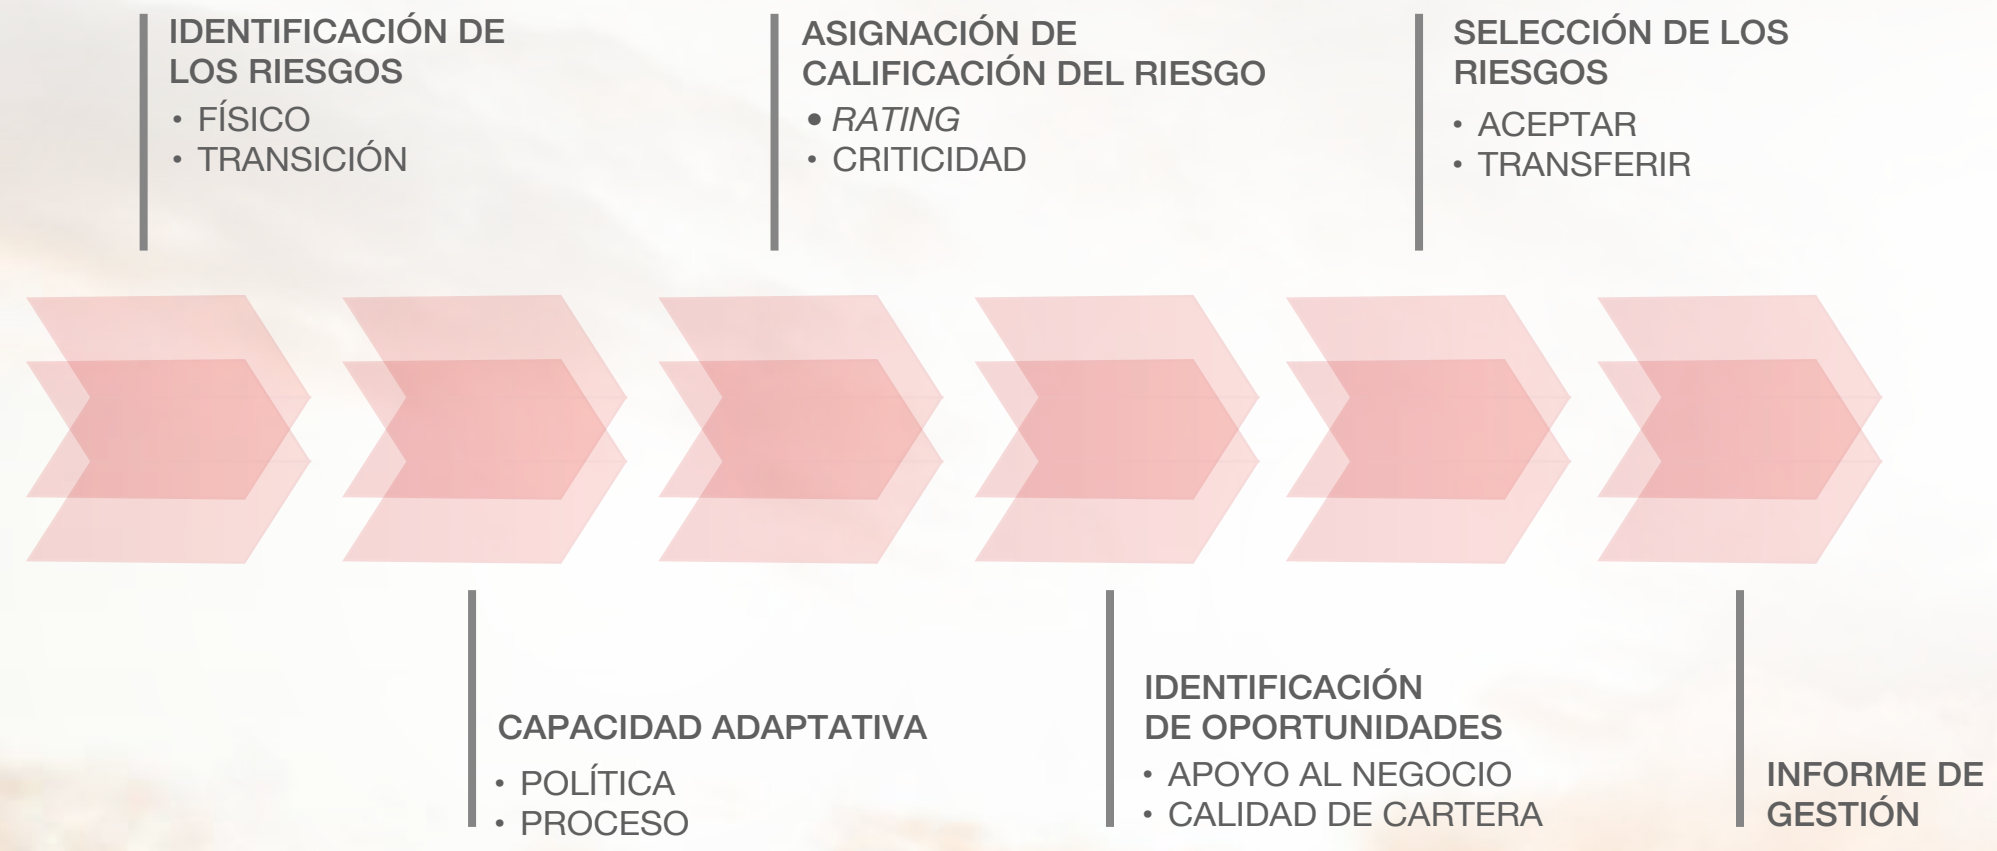 IDENTIFICACIÓN DE
LOS RIESGOS
• FÍSICO
• TRANSICIÓN
ASIGNACIÓN DE
CALIFICACIÓN DEL RIESGO
• RATING
• CRITICIDAD
SELECCIÓN DE LOS
RIESGOS
• ACEPTAR
• TRANSFERIR
CAPACIDAD ADAPTATIVA
• POLÍTICA
• PROCESO
IDENTIFICACIÓN
DE OPORTUNIDADES
• APOYO AL NEGOCIO
• CALIDAD DE CARTERA
INFORME DE
GESTIÓN